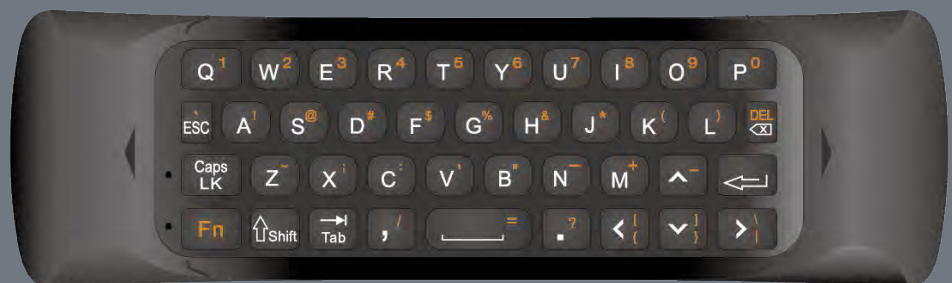 Q 1 W 2 E 3 R 4 T 5 Y 6 U 7 I 8 O 9 P 0
ESC ` A ! S @ D # F $ G % H & J * K ( L ) DEL
Caps LK Z ~ X ; C : V ' B " N — M + ^ –
Fn Shift Tab , / = . ? < [ { ] } > \ |